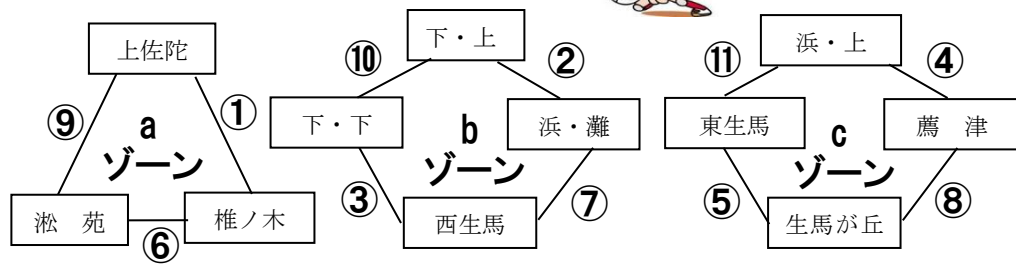 上佐陀
⑨
①
a
ゾーン
淞　苑
椎ノ木
⑥
下・上
⑩
②
下・下
浜・灘
b
ゾーン
③
⑦
西生馬
浜・上
⑪
④
東生馬
薦　津
c
ゾーン
⑤
⑧
生馬が丘